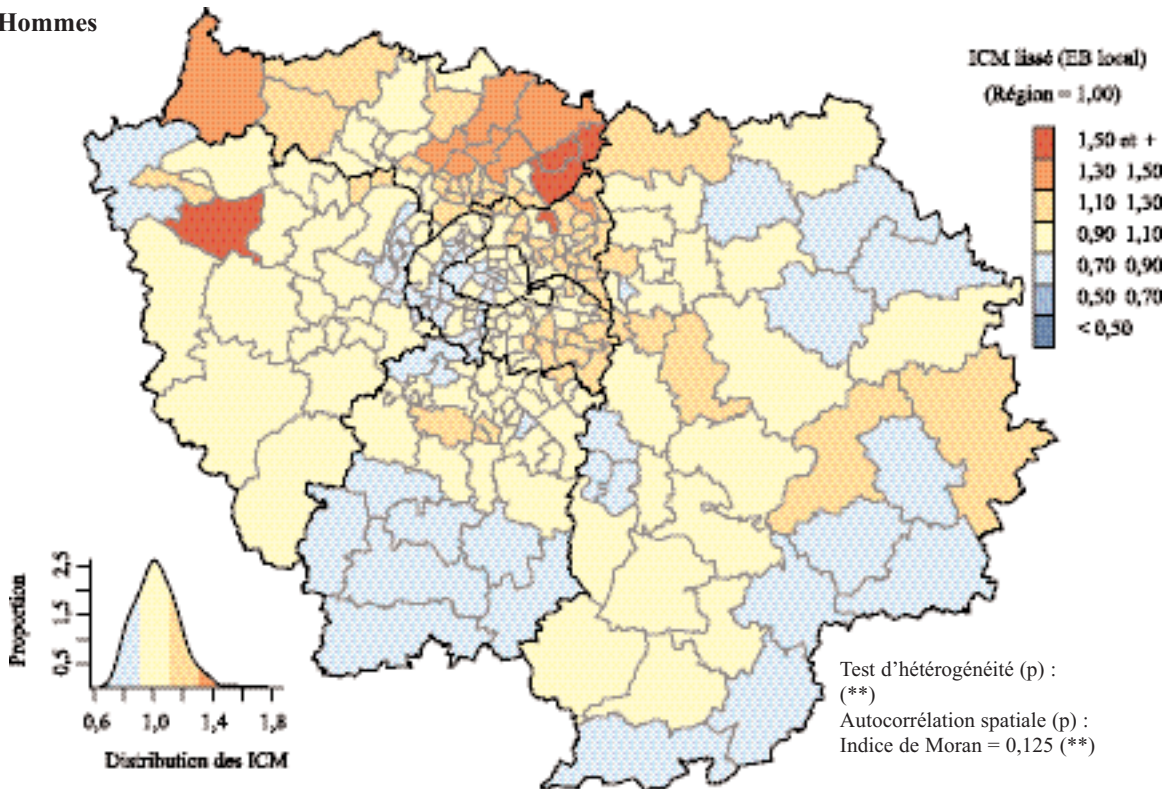 Hommes
ICM lissé (EB local)
(Région = 1,00)
1,50 et +
1,30 1,50
1,10 1,30
0,90 1,10
0,70 0,90
0,50 0,70
< 0,50
Proportion
2,5
1,5
0,5
0,6 1,0 1,4 1,8
Distribution des ICM
Test d’hétérogénéité (p) :
(**)
Autocorrélation spatiale (p) :
Indice de Moran = 0,125 (**)